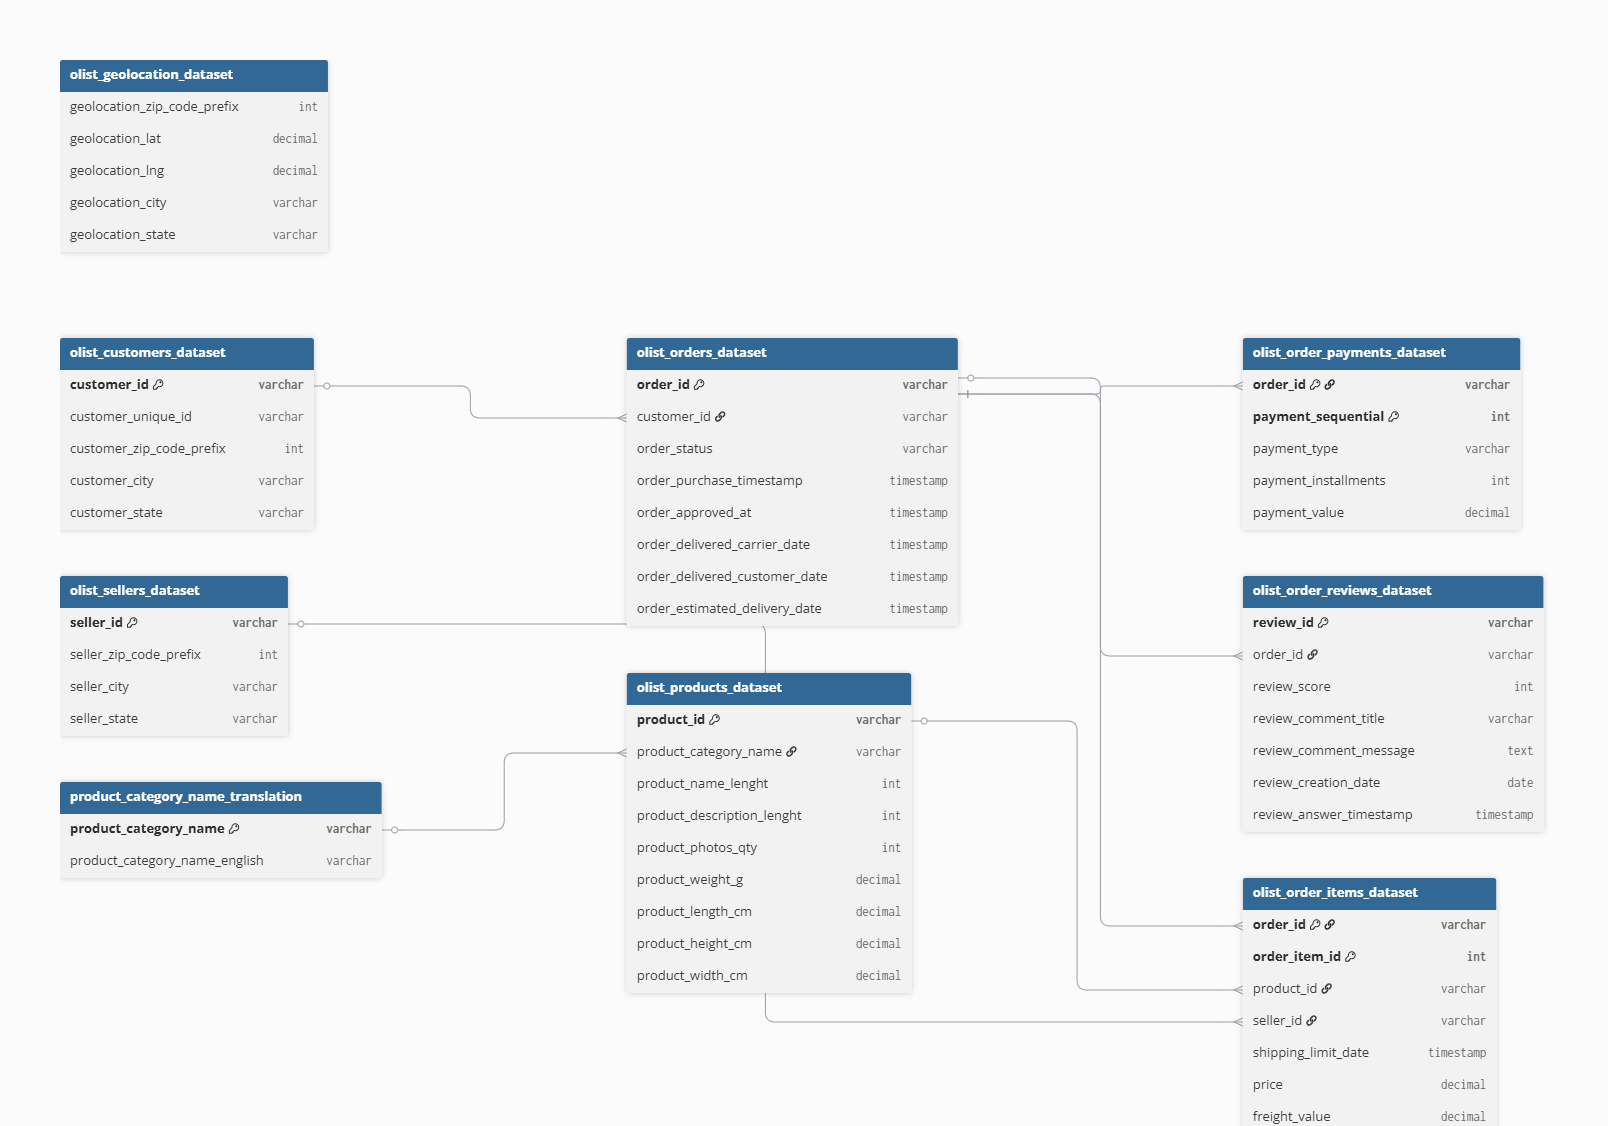 olist_geolocation_dataset
geolocation_zip_code_prefix int
geolocation_lat decimal
geolocation_lng decimal
geolocation_city varchar
geolocation_state varchar
olist_customers_dataset
customer_id varchar
customer_unique_id varchar
customer_zip_code_prefix int
customer_city varchar
customer_state varchar
olist_sellers_dataset
seller_id varchar
seller_zip_code_prefix int
seller_city varchar
seller_state varchar
product_category_name_translation
product_category_name varchar
product_category_name_english varchar
olist_orders_dataset
order_id varchar
customer_id varchar
order_status varchar
order_purchase_timestamp timestamp
order_approved_at timestamp
order_delivered_carrier_date timestamp
order_delivered_customer_date timestamp
order_estimated_delivery_date timestamp
olist_products_dataset
product_id varchar
product_category_name varchar
product_name_lenght int
product_description_lenght int
product_photos_qty int
product_weight_g decimal
product_length_cm decimal
product_height_cm decimal
product_width_cm decimal
olist_order_payments_dataset
order_id varchar
payment_sequential int
payment_type varchar
payment_installments int
payment_value decimal
olist_order_reviews_dataset
review_id varchar
order_id varchar
review_score int
review_comment_title varchar
review_comment_message text
review_creation_date date
review_answer_timestamp timestamp
olist_order_items_dataset
order_id varchar
order_item_id int
product_id varchar
seller_id varchar
shipping_limit_date timestamp
price decimal
freight_value decimal